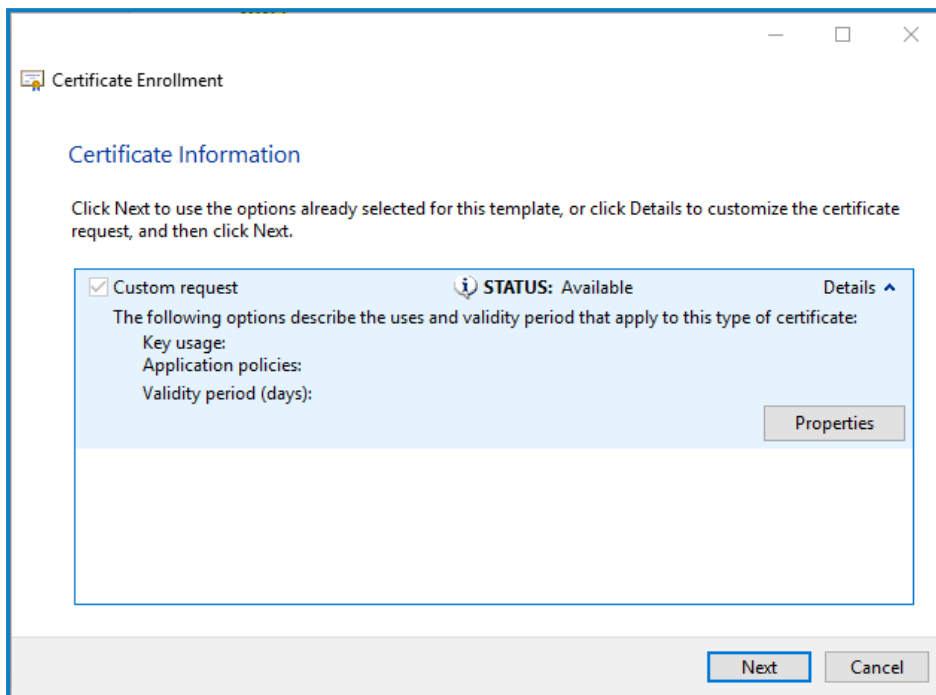 Certificate Enrollment
Certificate Information
Click Next to use the options already selected for this template, or click Details to customize the certificate
request, and then click Next.
Custom request STATUS: Available Details
The following options describe the uses and validity period that apply to this type of certificate:
Key usage:
Application policies:
Validity period (days):
Properties
Next Cancel